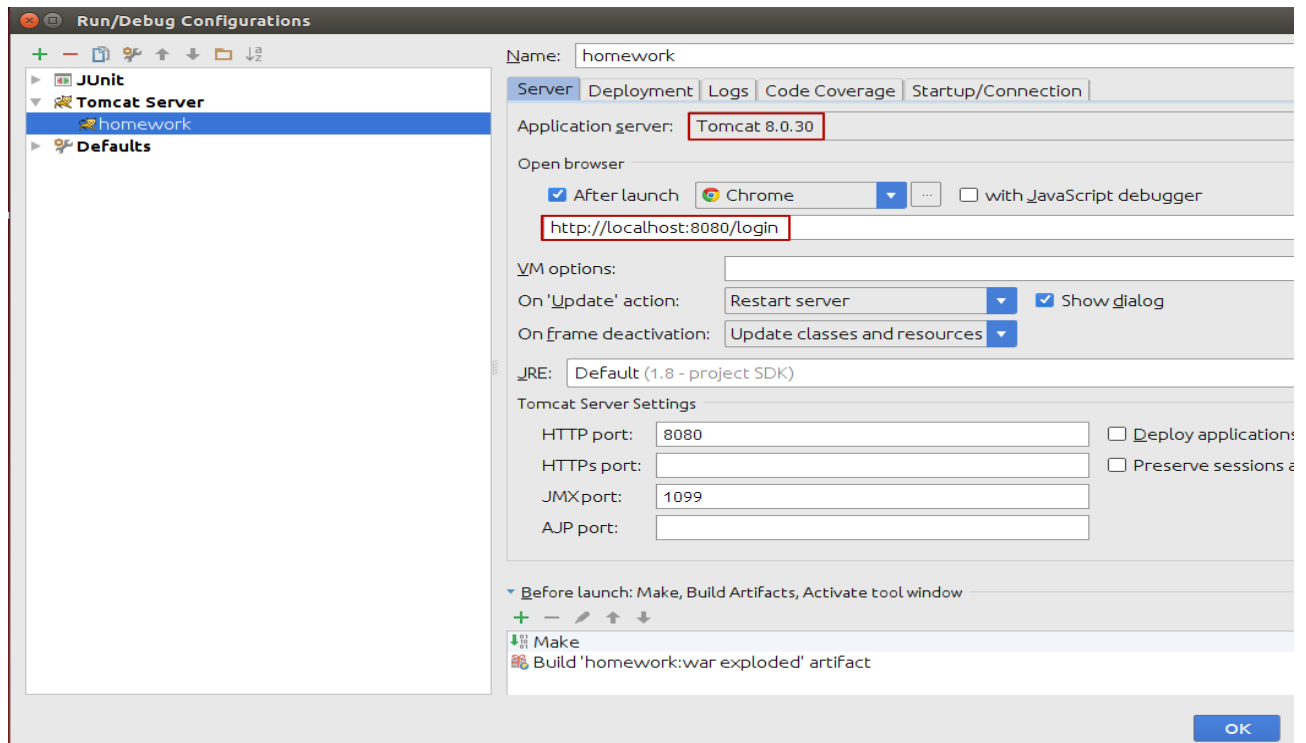 Run/Debug Configurations
Name: homework
JUnit
Tomcat Server
homework
Defaults
Server Deployment Logs Code Coverage Startup/Connection
Application server: Tomcat 8.0.30
Open browser
After launch Chrome ... with JavaScript debugger
http://localhost:8080/login
VM options:
On 'Update' action: Restart server Show dialog
On frame deactivation: Update classes and resources
JRE: Default (1.8 - project SDK)
Tomcat Server Settings
HTTP port: 8080 Deploy applications
HTTPs port: Preserve sessions a
JMX port: 1099
AJP port:
Before launch: Make, Build Artifacts, Activate tool window
Make
Build 'homework:war exploded' artifact
OK